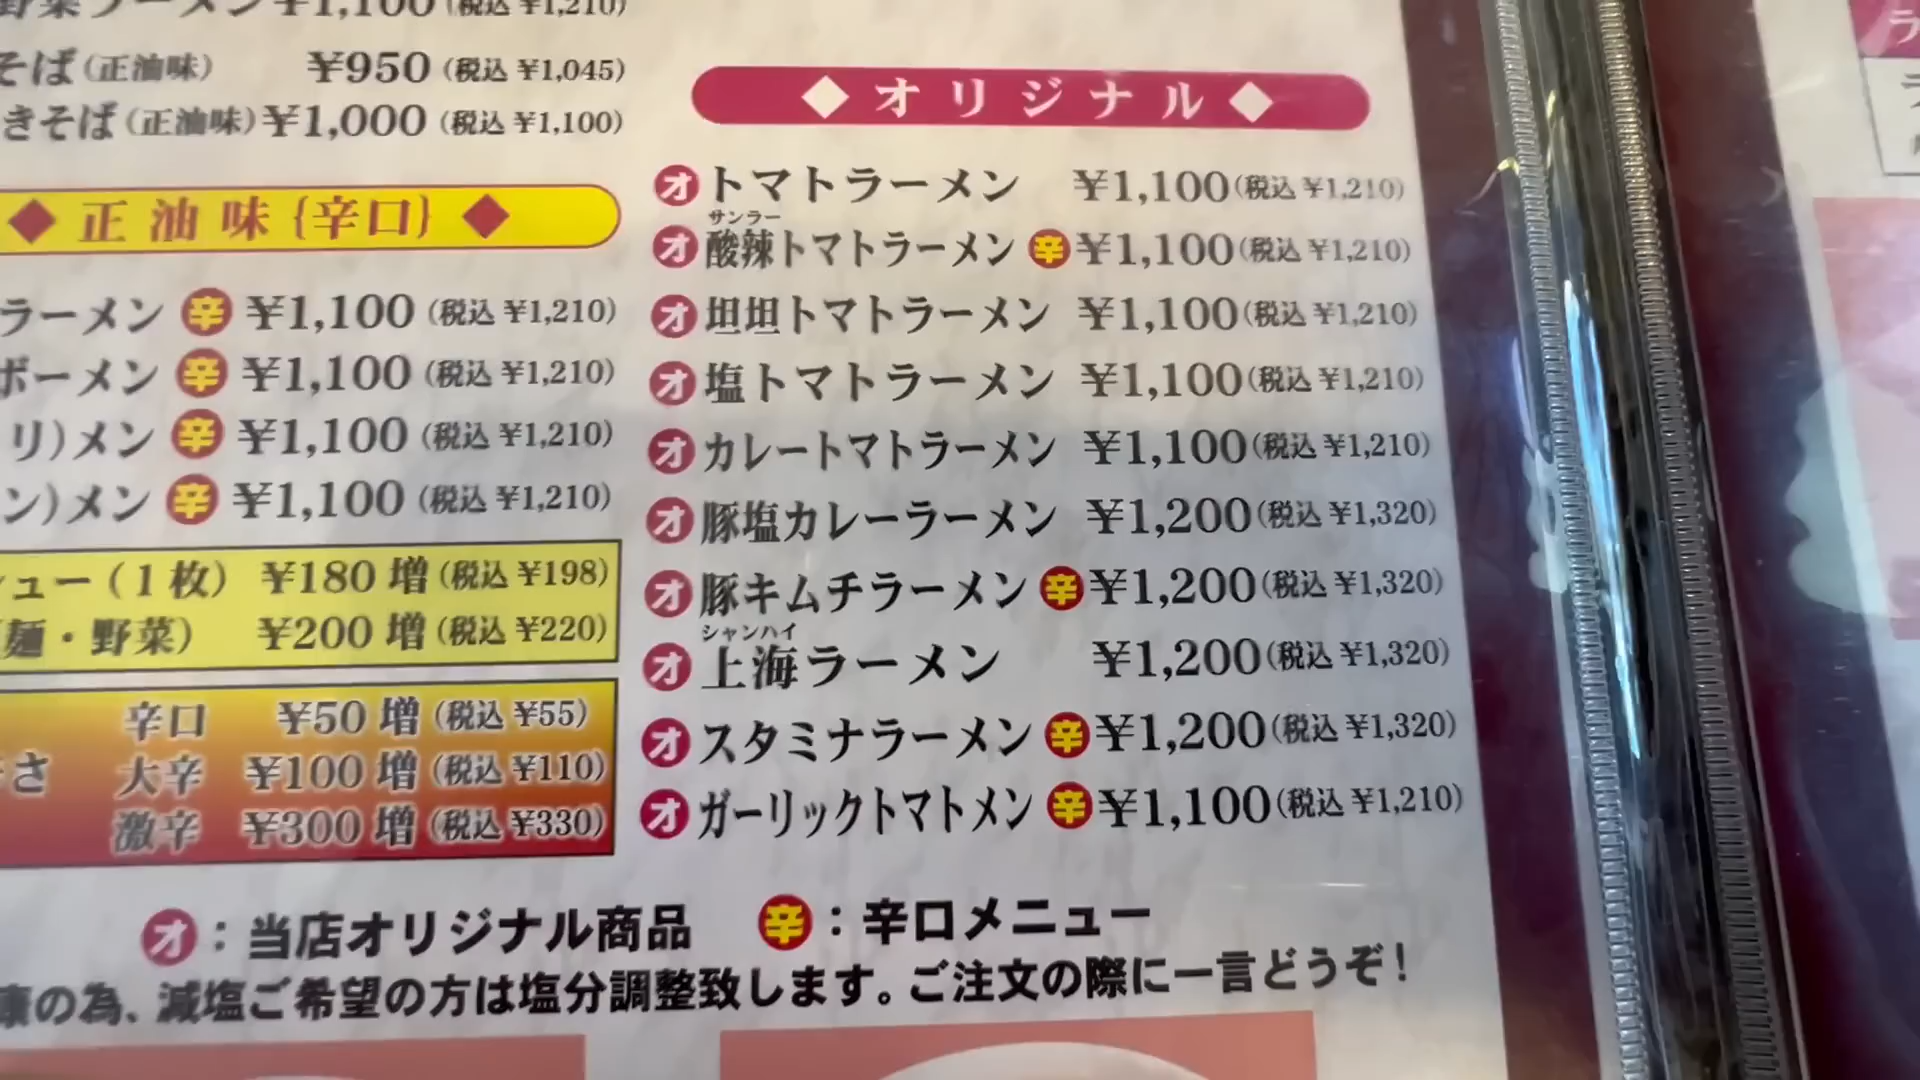 野菜ラーメン ¥1,100 (税込 ¥1,210)
そば (正油味) ¥950 (税込 ¥1,045)
きそば (正油味) ¥1,000 (税込 ¥1,100)
◆ 正油味 {辛口} ◆
ラーメン 辛 ¥1,100 (税込 ¥1,210)
ボーメン 辛 ¥1,100 (税込 ¥1,210)
リ)メン 辛 ¥1,100 (税込 ¥1,210)
ン)メン 辛 ¥1,100 (税込 ¥1,210)
ュー (1枚) ¥180 増 (税込 ¥198)
麺・野菜) ¥200 増 (税込 ¥220)
辛口 ¥50 増 (税込 ¥55)
さ 大辛 ¥100 増 (税込 ¥110)
激辛 ¥300 増 (税込 ¥330)
◆ オリジナル ◆
オ トマトラーメン ¥1,100 (税込 ¥1,210)
サンラー
オ 酸辣トマトラーメン 辛 ¥1,100 (税込 ¥1,210)
オ 坦坦トマトラーメン ¥1,100 (税込 ¥1,210)
オ 塩トマトラーメン ¥1,100 (税込 ¥1,210)
オ カレートマトラーメン ¥1,100 (税込 ¥1,210)
オ 豚塩カレーラーメン ¥1,200 (税込 ¥1,320)
オ 豚キムチラーメン 辛 ¥1,200 (税込 ¥1,320)
シャンハイ
オ 上海ラーメン ¥1,200 (税込 ¥1,320)
オ スタミナラーメン 辛 ¥1,200 (税込 ¥1,320)
オ ガーリックトマトメン 辛 ¥1,100 (税込 ¥1,210)
オ:当店オリジナル商品 辛:辛口メニュー
康の為、減塩ご希望の方は塩分調整致します。ご注文の際に一言どうぞ!